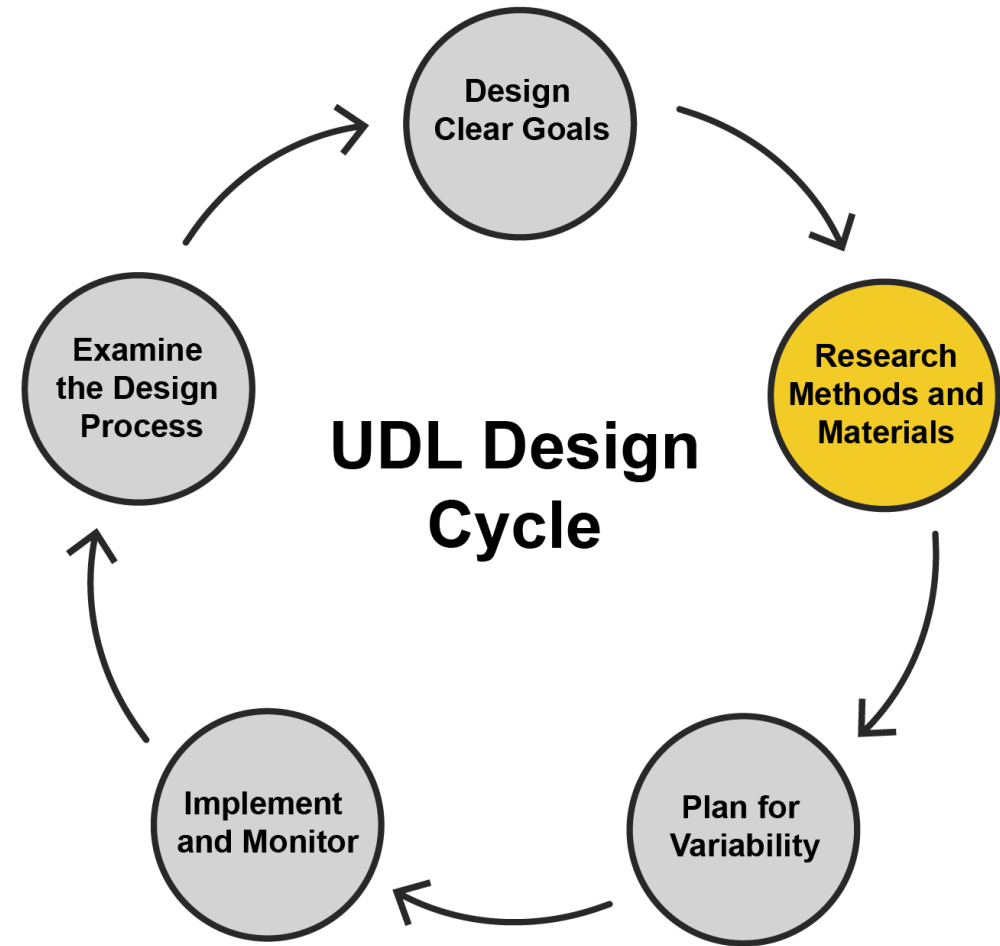 Design
Clear Goals
Research
Methods and
Materials
Plan for
Variability
Implement
and Monitor
Examine
the Design
Process
UDL Design
Cycle